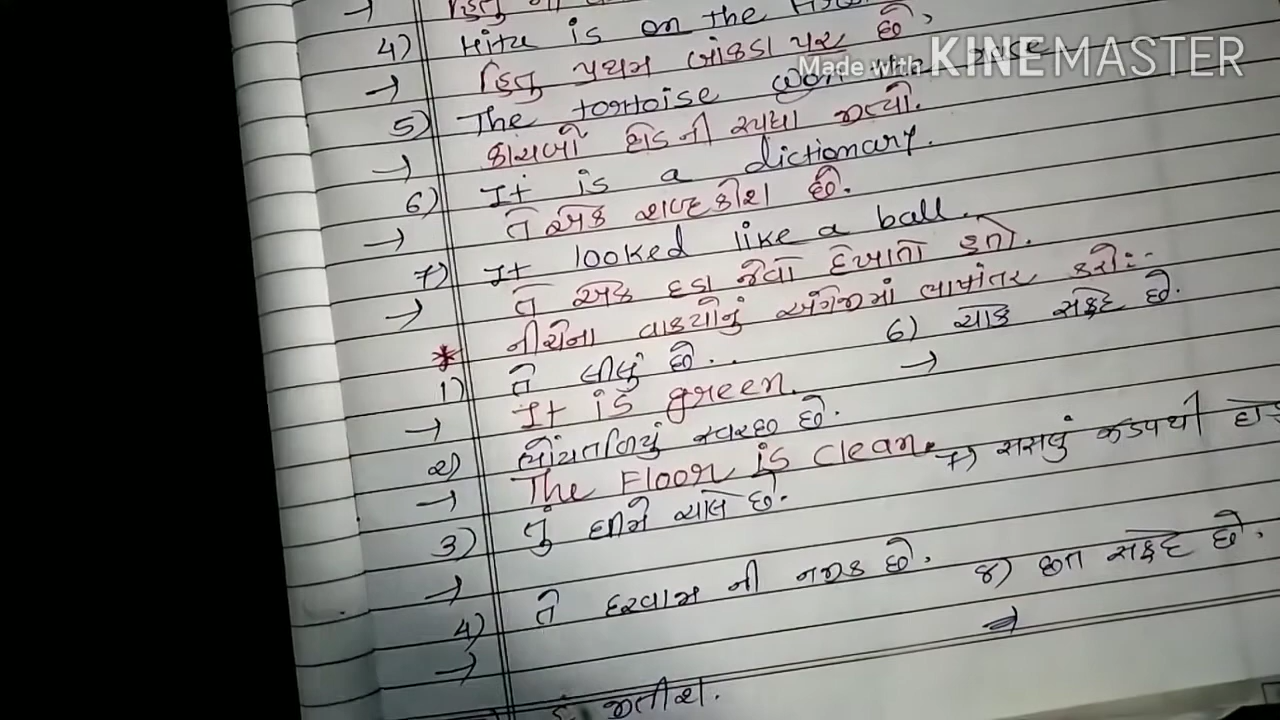 4) Hitu is on the
→ હિતુ પ્રથમ બાંકડા પર છે.
Made with KINEMASTER
5) The tortoise won the race
→ કાચબો દોડની સ્પર્ધા જીત્યો.
6) It is a dictionary.
→ તે એક શબ્દકોશ છે.
7) It looked like a ball.
→ તે એક દડા જેવો દેખાતો હતો.
* નીચેના વાક્યોનું અંગ્રેજીમાં ભાષાંતર કરો:-
1) તે લીલું છે.
→ It is green.
2) ભોંયતળિયું સ્વચ્છ છે.
→ The Floor is clean.
3) તું ધીમે ચાલે છે.
→
4) તે દરવાજા ની નજીક છે.
→
હું જીતીશ.
6) ચાક સફેદ છે.
→
7) સસલું ઝડપથી
૪) છત સફેદ છે.
→